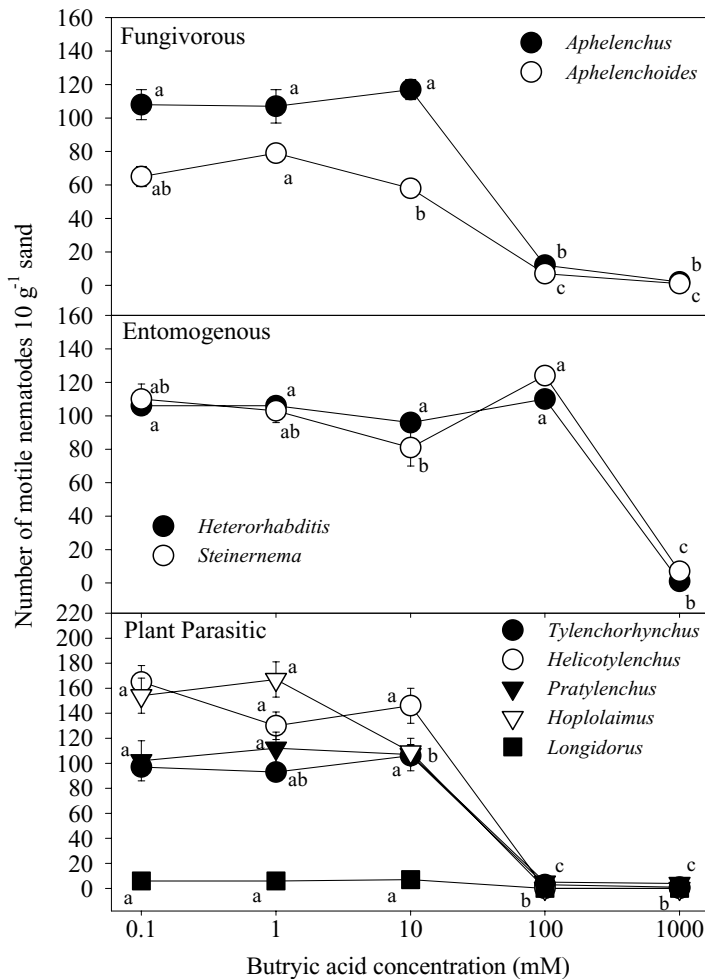 160
Fungivorous
Aphelenchus
140
Aphelenchoides
120
a
a
a
100
80
60
ab
a
b
40
20
b
b
0
c
c
160
Entomogenous
140
120
ab
a
a
a
100
a
ab
a
80
b
60
40
Heterorhabditis
20
Steinernema
c
0
b
220
Plant Parasitic
200
Tylenchorhynchus
180
Helicotylenchus
160
a
a
a
Pratylenchus
140
a
Hoplolaimus
120
a
a
b
Longidorus
100
ab
a
80
60
40
20
c
c
0
a
a
a
b
b
0.1 1 10 100 1000
Butryic acid concentration (mM)
Number of motile nematodes 10 g-1 sand